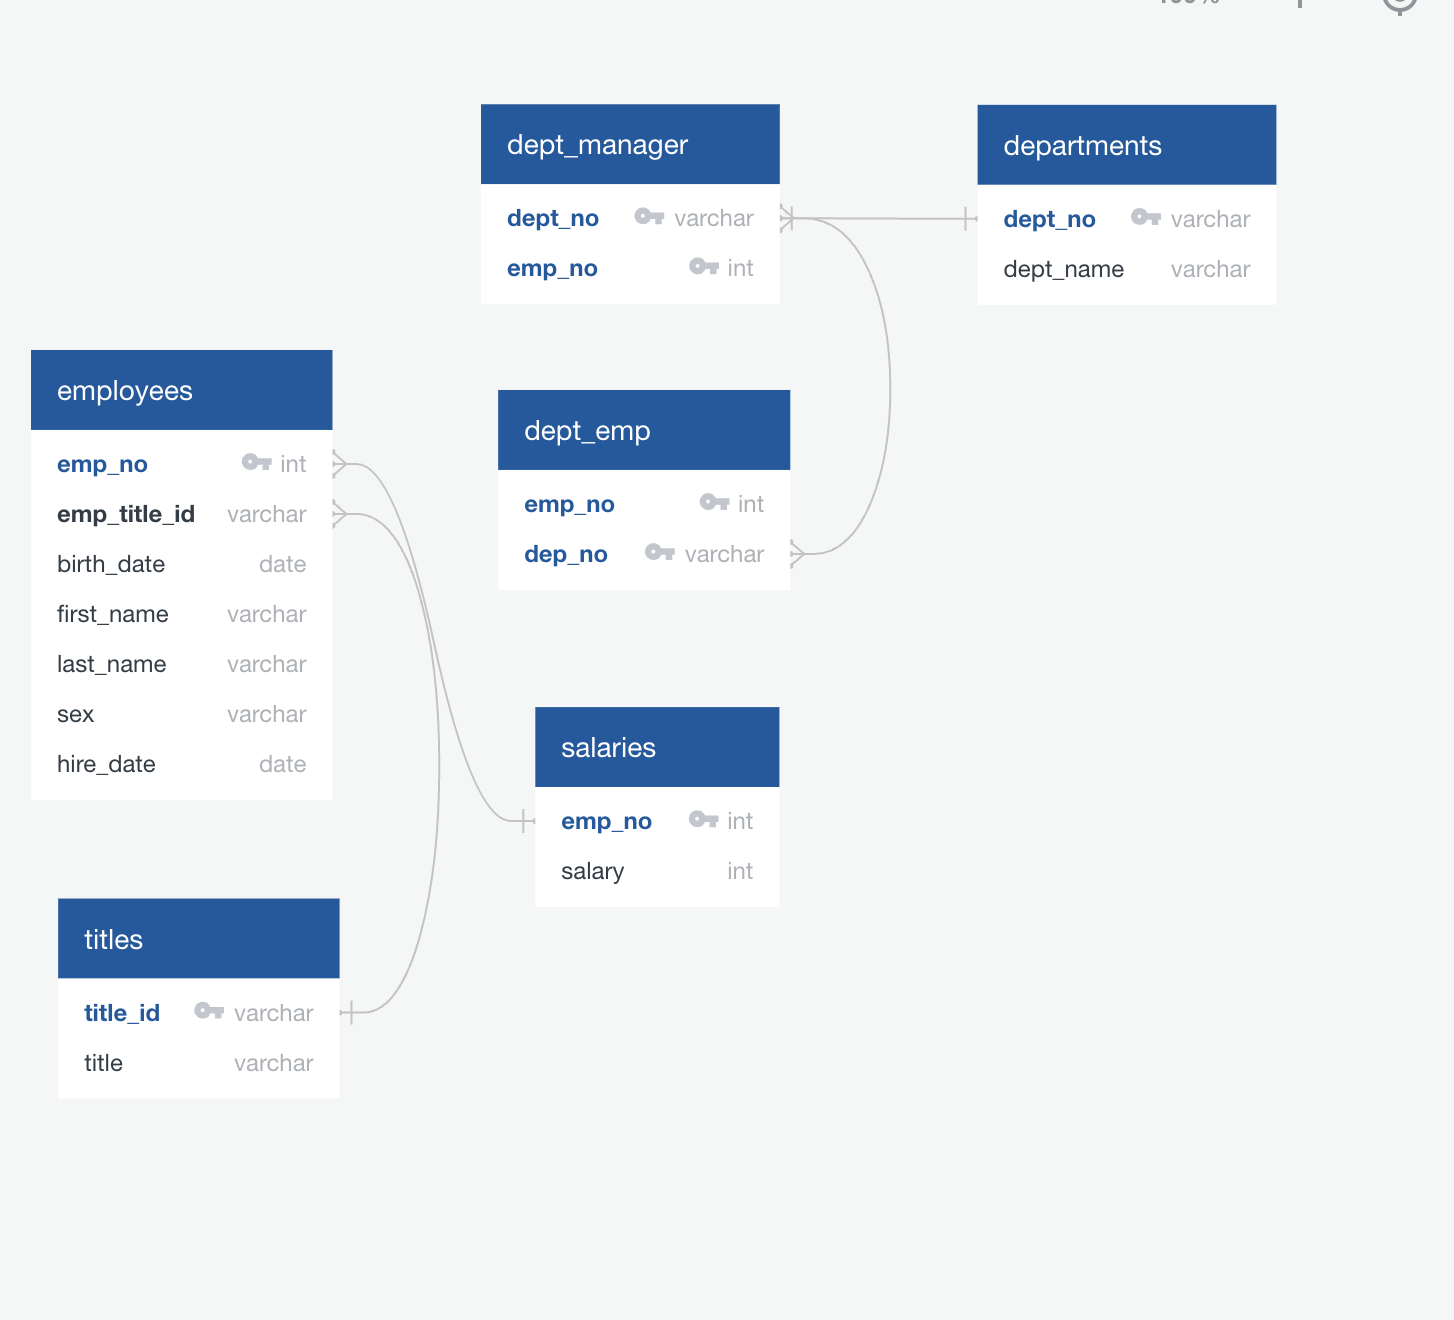 dept_manager
dept_no varchar
emp_no int
departments
dept_no varchar
dept_name varchar
employees
emp_no int
emp_title_id varchar
birth_date date
first_name varchar
last_name varchar
sex varchar
hire_date date
dept_emp
emp_no int
dep_no varchar
salaries
emp_no int
salary int
titles
title_id varchar
title varchar